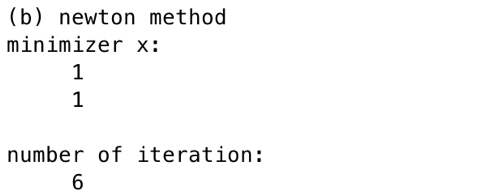 (b) newton method
minimizer x:
1
1
number of iteration:
6